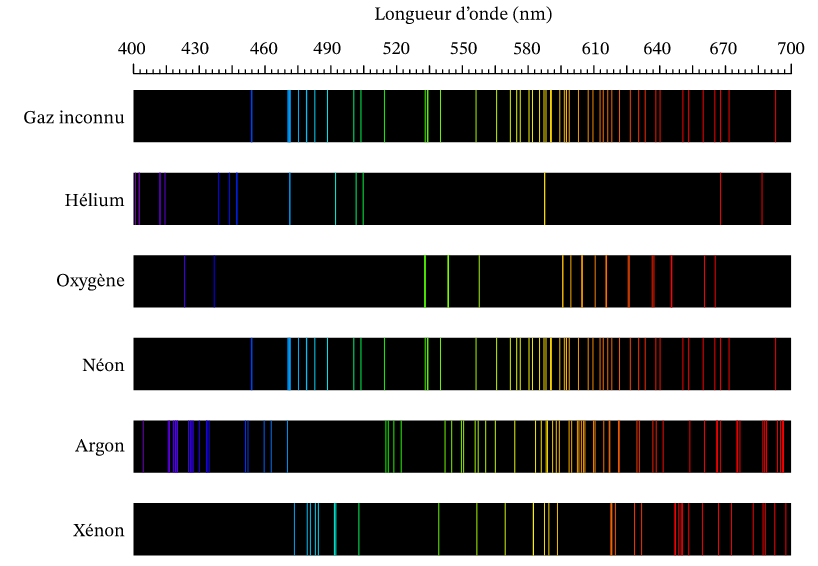 Longueur d’onde (nm)
400 430 460 490 520 550 580 610 640 670 700
Gaz inconnu
Hélium
Oxygène
Néon
Argon
Xénon